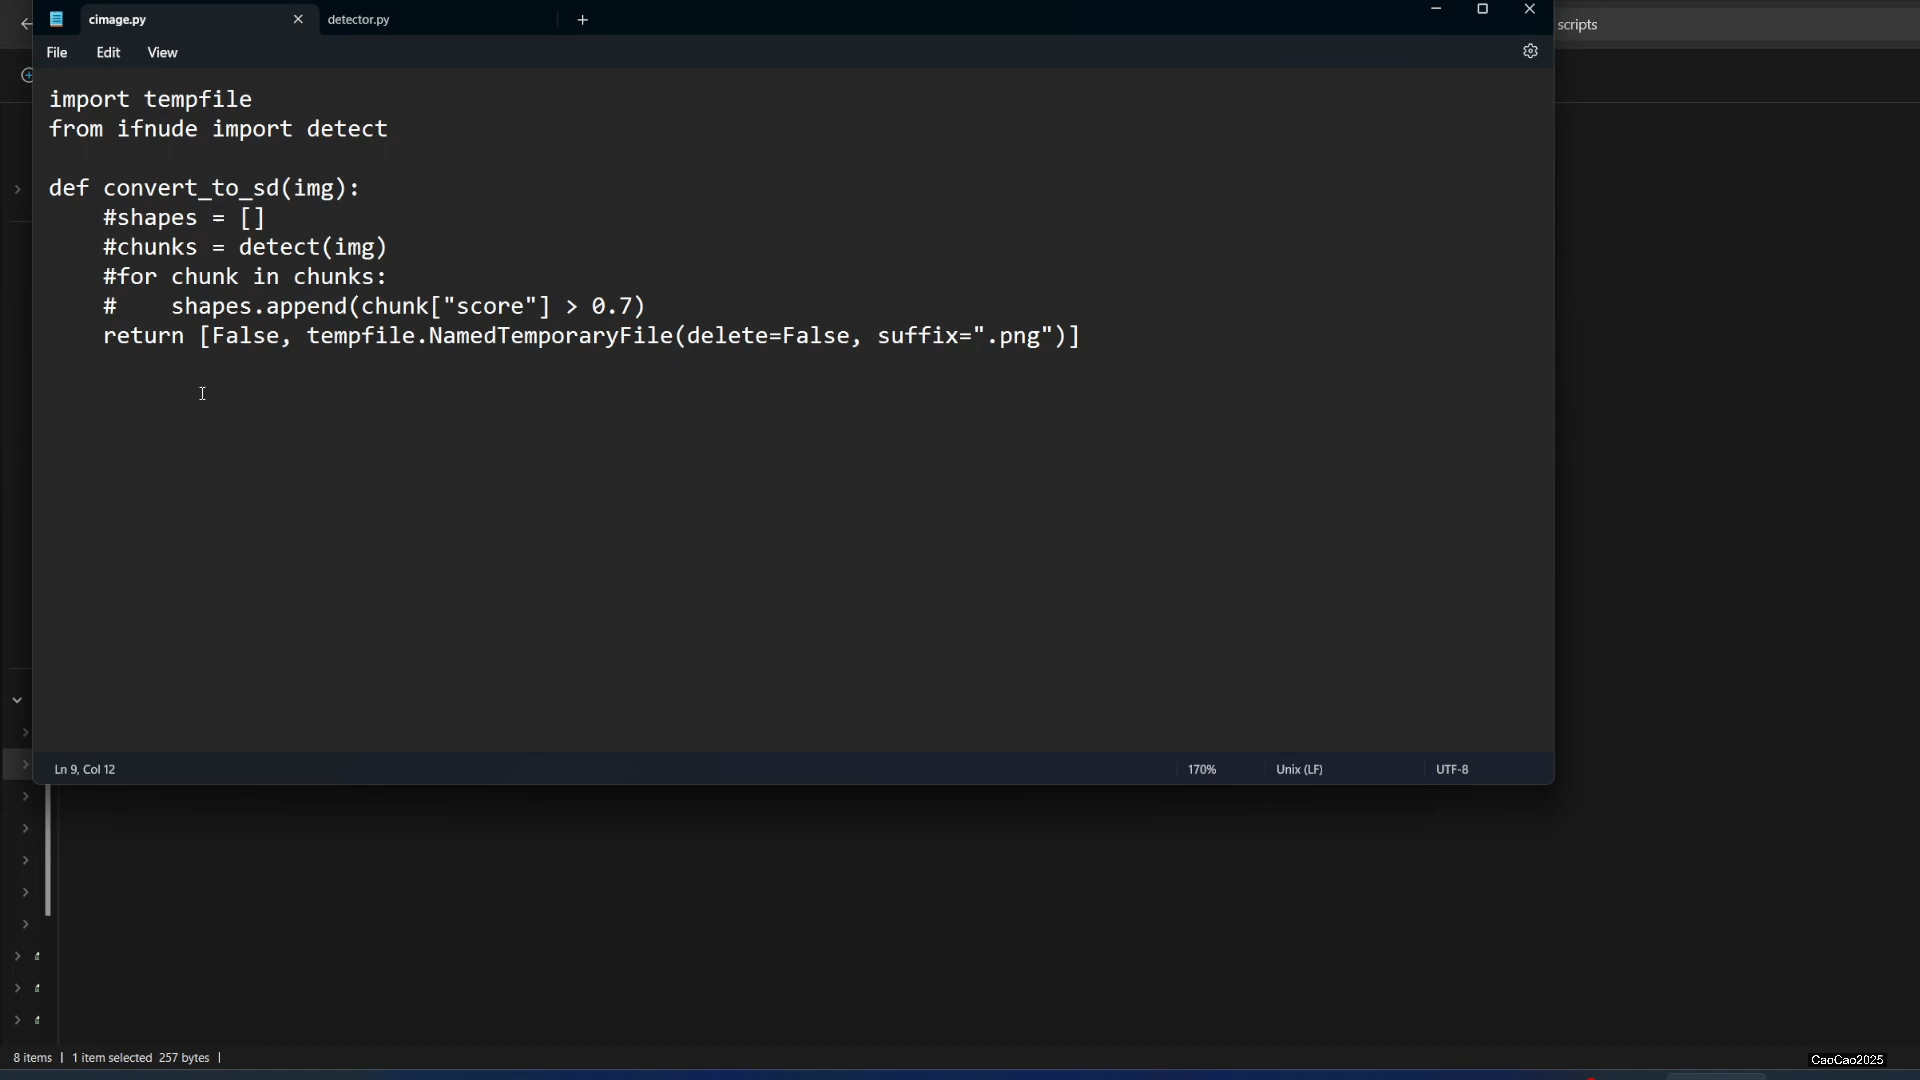 cimage.py
detector.py
scripts
File
Edit
View
import tempfile
from ifnude import detect
def convert_to_sd(img):
    #shapes = []
    #chunks = detect(img)
    #for chunk in chunks:
    #    shapes.append(chunk["score"] > 0.7)
    return [False, tempfile.NamedTemporaryFile(delete=False, suffix=".png")]
Ln 9, Col 12
170%
Unix (LF)
UTF-8
8 items
1 item selected 257 bytes
CaoCao2025